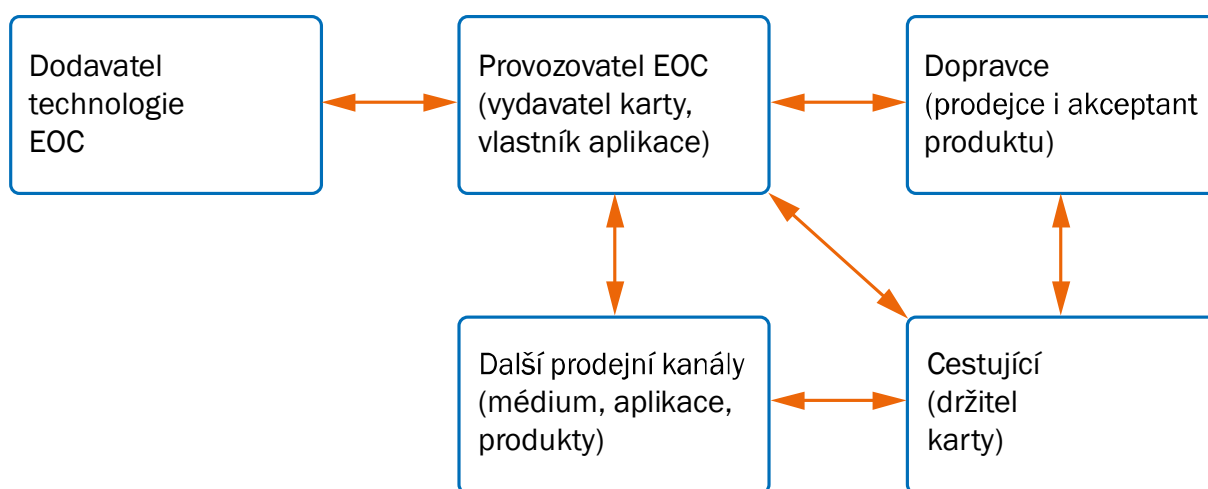 Dodavatel
technologie
EOC
Provozovatel EOC
(vydavatel karty,
vlastník aplikace)
Dopravce
(prodejce i akceptant
produktu)
Další prodejní kanály
(médium, aplikace,
produkty)
Cestující
(držitel
karty)